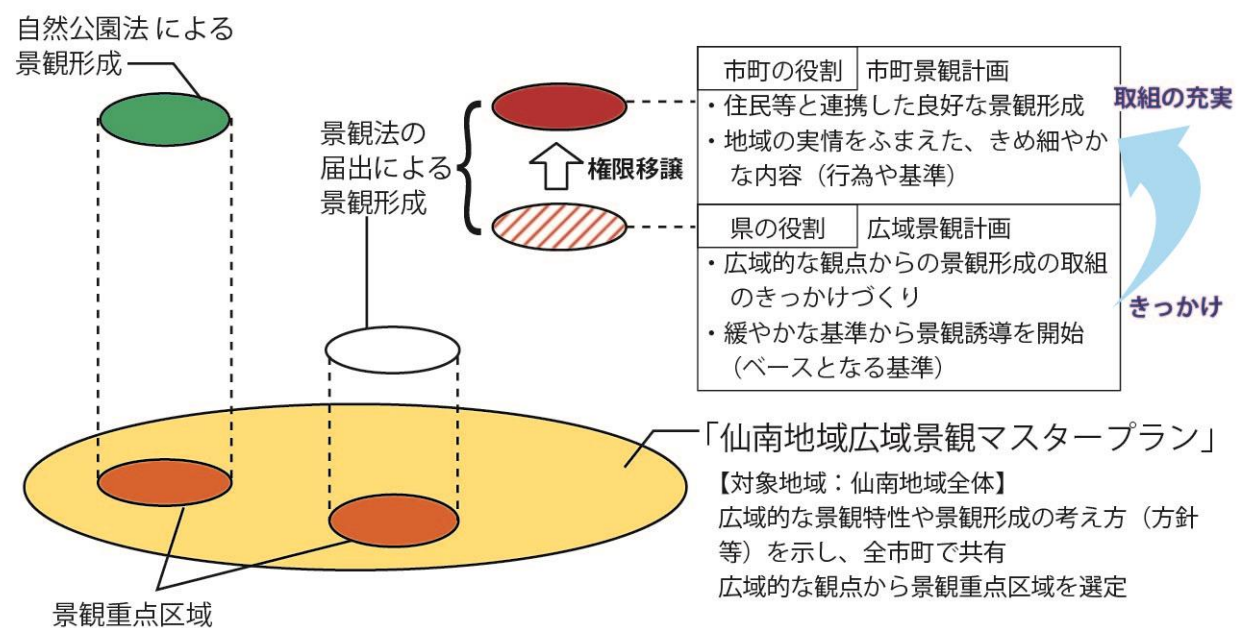 自然公園法による
景観形成
景観法の
届出による
景観形成
権限移譲
市町の役割 市町景観計画
・住民等と連携した良好な景観形成
・地域の実情をふまえた、きめ細やか
な内容（行為や基準）
県の役割 広域景観計画
・広域的な観点からの景観形成の取組
のきっかけづくり
・緩やかな基準から景観誘導を開始
（ベースとなる基準）
取組の充実
きっかけ
「仙南地域広域景観マスタープラン」
【対象地域：仙南地域全体】
広域的な景観特性や景観形成の考え方（方針
等）を示し、全市町で共有
広域的な観点から景観重点区域を選定
景観重点区域